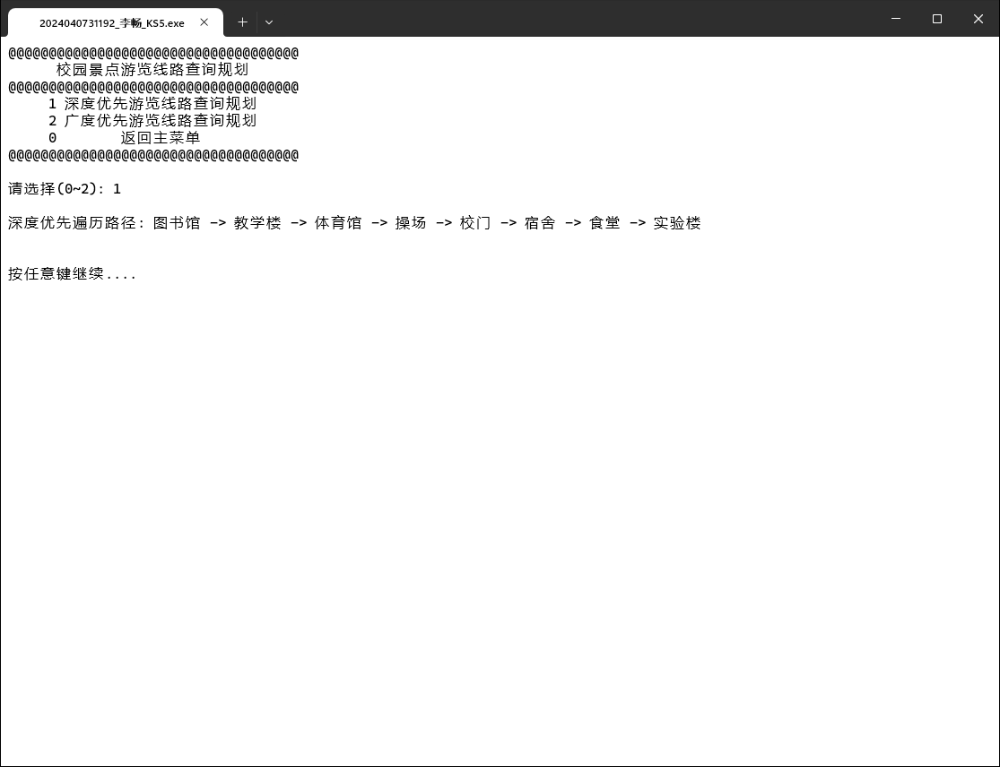 2024040731192_李畅_KS5.exe
@@@@@@@@@@@@@@@@@@@@@@@@@@@@@@@@@@@@
校园景点游览线路查询规划
@@@@@@@@@@@@@@@@@@@@@@@@@@@@@@@@@@@@
1 深度优先游览线路查询规划
2 广度优先游览线路查询规划
0 返回主菜单
@@@@@@@@@@@@@@@@@@@@@@@@@@@@@@@@@@@@
请选择(0~2): 1
深度优先遍历路径: 图书馆 -> 教学楼 -> 体育馆 -> 操场 -> 校门 -> 宿舍 -> 食堂 -> 实验楼
按任意键继续....